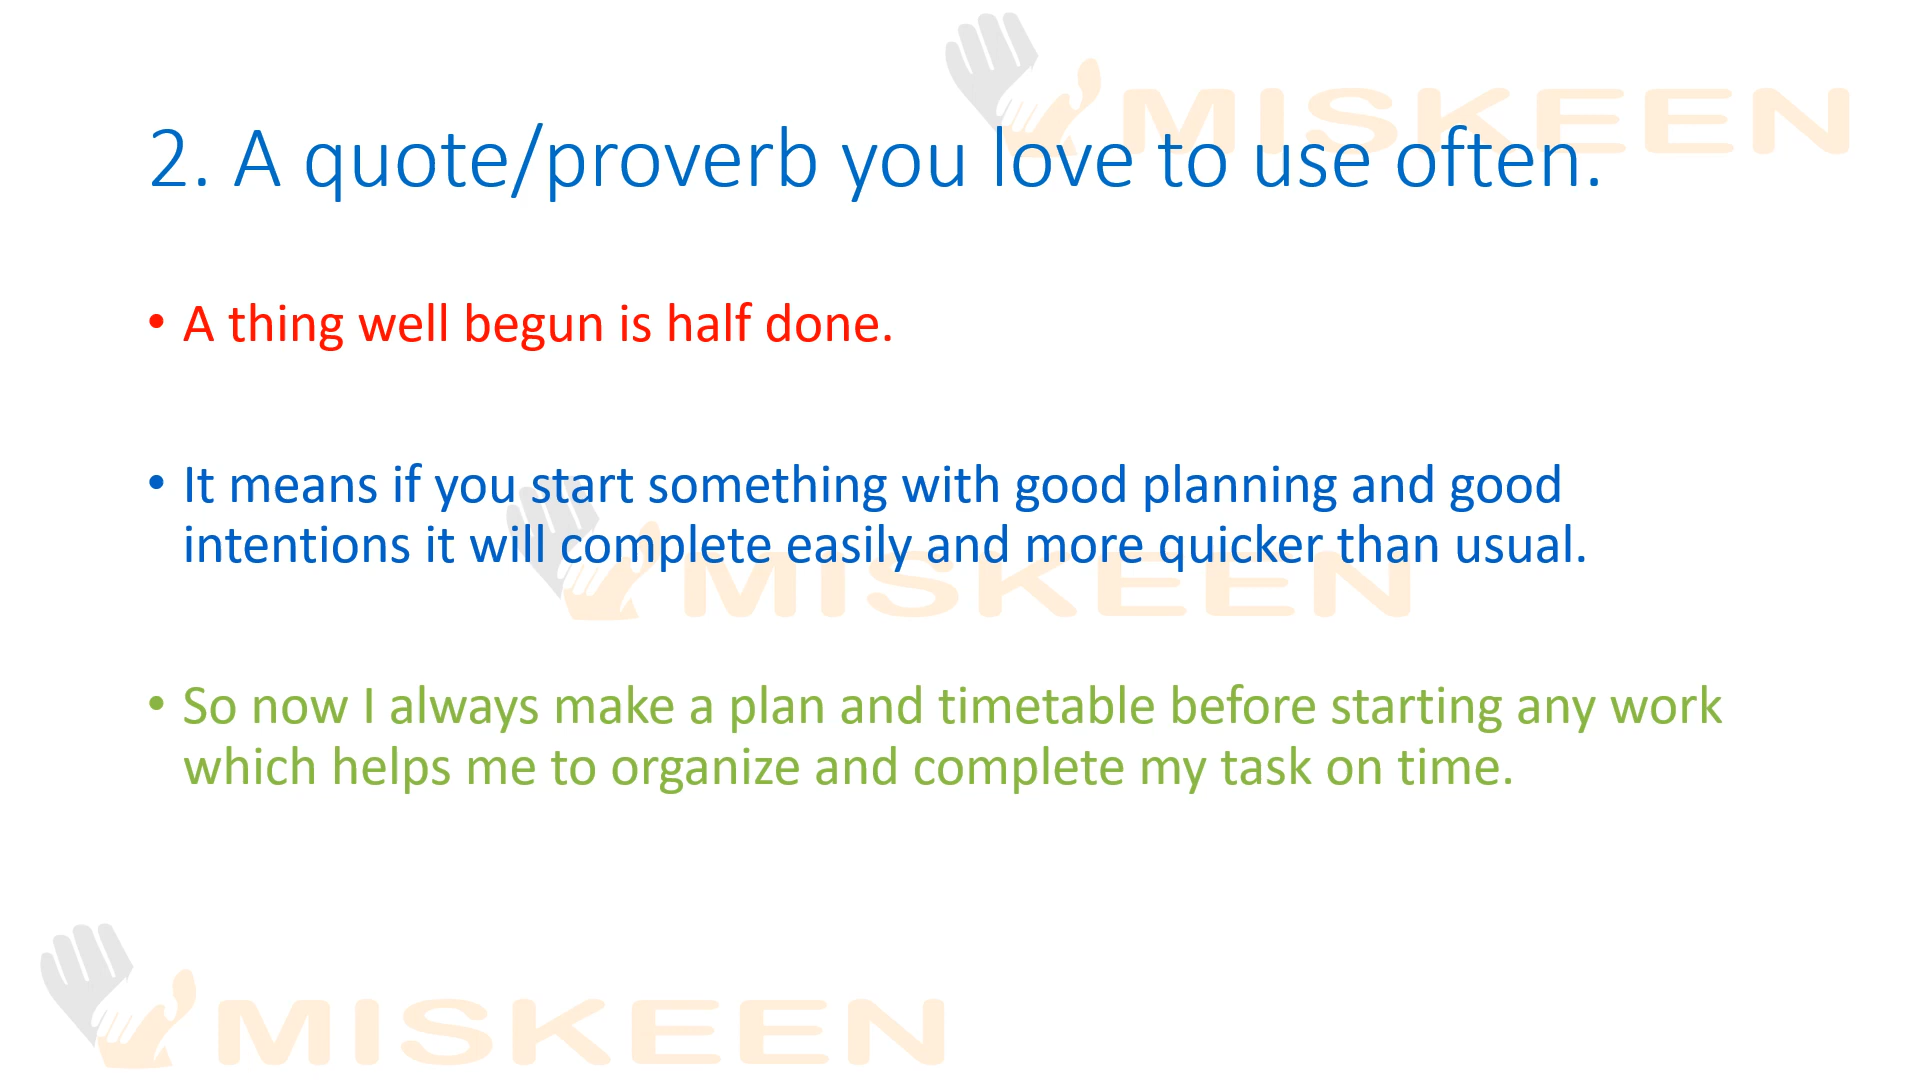 MISKEEN
2. A quote/proverb you love to use often.
• A thing well begun is half done.
• It means if you start something with good planning and good
intentions it will complete easily and more quicker than usual.
MISKEEN
• So now I always make a plan and timetable before starting any work
which helps me to organize and complete my task on time.
MISKEEN